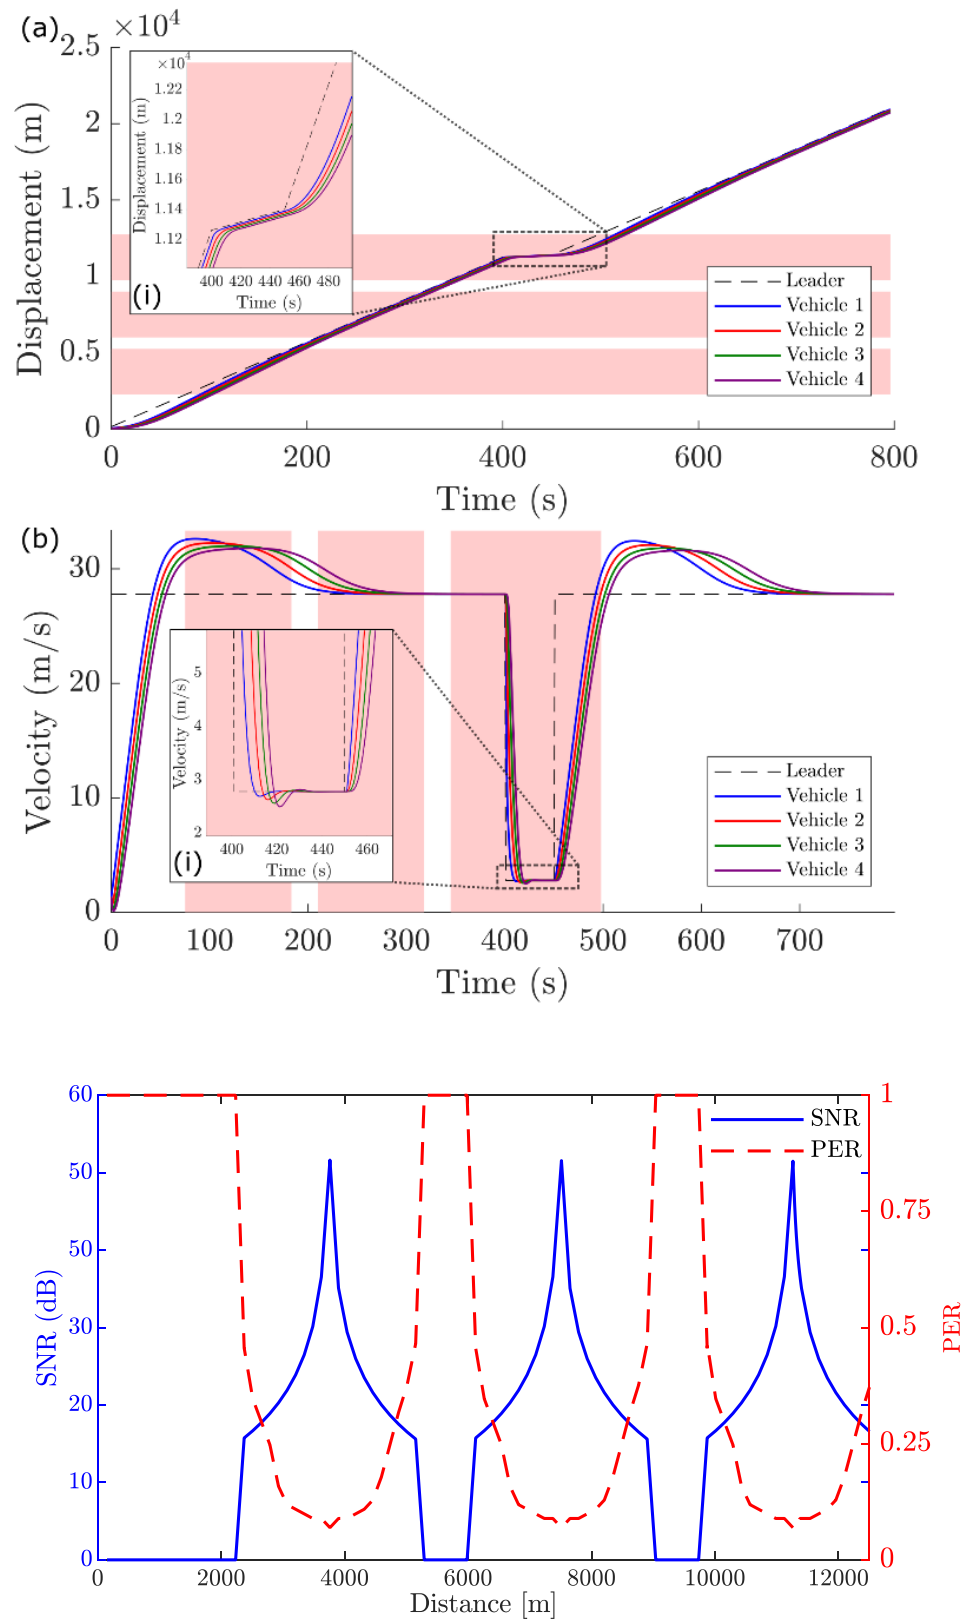 (a)
×10⁴
2.5
2
1.5
1
0.5
0
Displacement (m)
×10⁴
1.22
1.2
1.18
1.16
1.14
1.12
Displacement (m)
400 420 440 460 480
Time (s)
(i)
Leader
Vehicle 1
Vehicle 2
Vehicle 3
Vehicle 4
0 200 400 600 800
Time (s)
(b)
30
20
10
0
Velocity (m/s)
5
4
3
2
Velocity (m/s)
400 420 440 460
Time (s)
(i)
Leader
Vehicle 1
Vehicle 2
Vehicle 3
Vehicle 4
0 100 200 300 400 500 600 700
Time (s)
60
50
50
30
20
10
0
SNR (dB)
SNR
PER
1
0.75
0.5
0.25
0
PER
0 2000 4000 6000 8000 10000 12000
Distance [m]